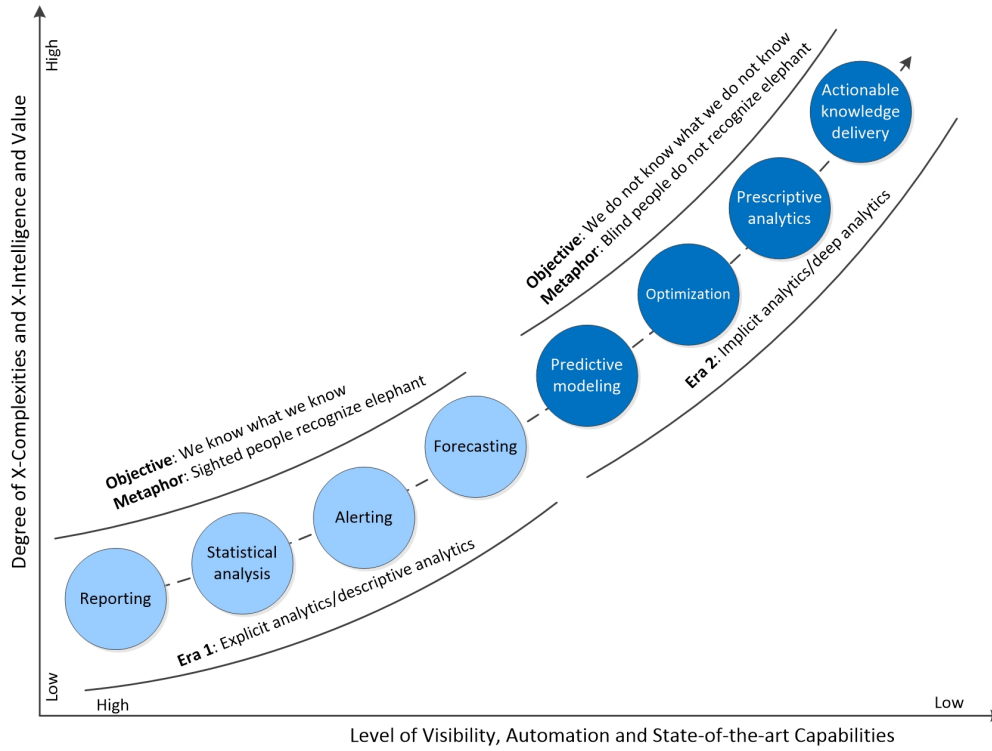 High
Degree of X-Complexities and X-Intelligence and Value
Low
Objective: We do not know what we do not know
Metaphor: Blind people do not recognize elephant
Actionable
knowledge
delivery
Prescriptive
analytics
Optimization
Predictive
modeling
Era 2: Implicit analytics/deep analytics
Objective: We know what we know
Metaphor: Sighted people recognize elephant
Forecasting
Alerting
Statistical
analysis
Reporting
Era 1: Explicit analytics/descriptive analytics
High
Low
Level of Visibility, Automation and State-of-the-art Capabilities